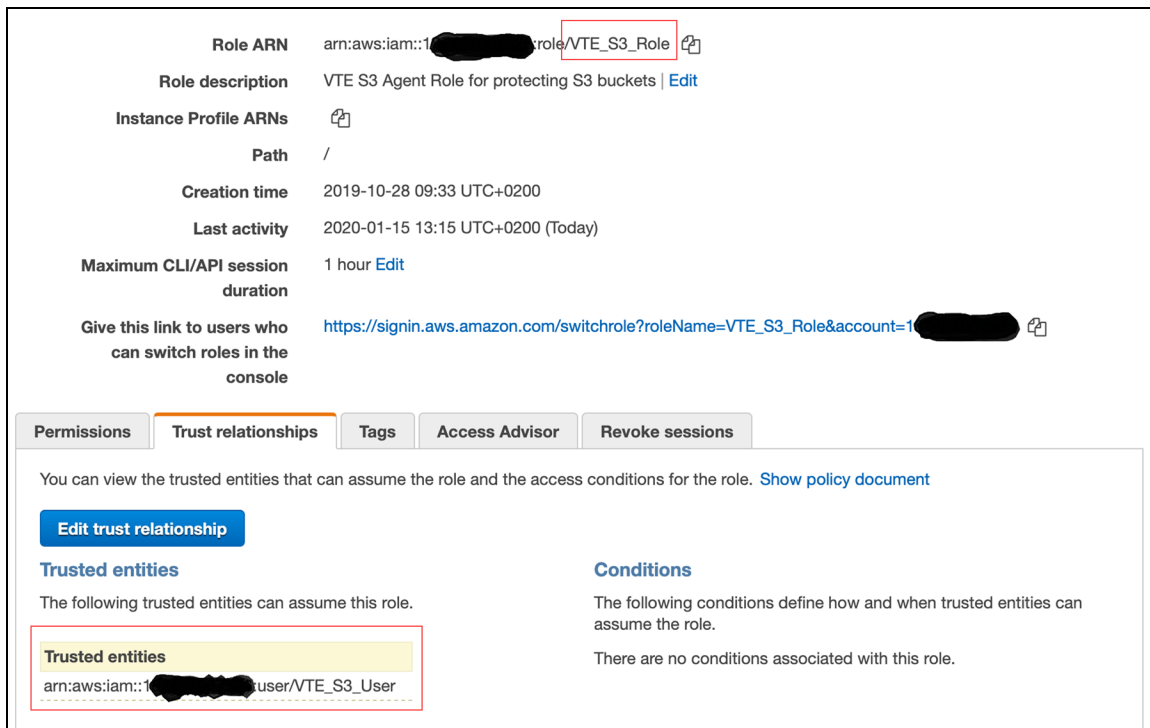 Role ARN arn:aws:iam::1 :role/VTE_S3_Role
Role description VTE S3 Agent Role for protecting S3 buckets | Edit
Instance Profile ARNs
Path /
Creation time 2019-10-28 09:33 UTC+0200
Last activity 2020-01-15 13:15 UTC+0200 (Today)
Maximum CLI/API session duration 1 hour Edit
Give this link to users who can switch roles in the console https://signin.aws.amazon.com/switchrole?roleName=VTE_S3_Role&account=1
Permissions Trust relationships Tags Access Advisor Revoke sessions
You can view the trusted entities that can assume the role and the access conditions for the role. Show policy document
Edit trust relationship
Trusted entities
The following trusted entities can assume this role.
Trusted entities
arn:aws:iam::1 :user/VTE_S3_User
Conditions
The following conditions define how and when trusted entities can
assume the role.
There are no conditions associated with this role.